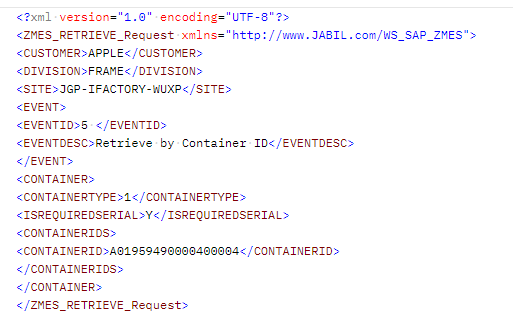 <?xml version="1.0" encoding="UTF-8"?>
<ZMES_RETRIEVE_Request xmlns="http://www.JABIL.com/WS_SAP_ZMES">
<CUSTOMER>APPLE</CUSTOMER>
<DIVISION>FRAME</DIVISION>
<SITE>JGP-IFACTORY-WUXP</SITE>
<EVENT>
<EVENTID>5 </EVENTID>
<EVENTDESC>Retrieve by Container ID</EVENTDESC>
</EVENT>
<CONTAINER>
<CONTAINERTYPE>1</CONTAINERTYPE>
<ISREQUIREDSERIAL>Y</ISREQUIREDSERIAL>
<CONTAINERIDS>
<CONTAINERID>A01959490000400004</CONTAINERID>
</CONTAINERIDS>
</CONTAINER>
</ZMES_RETRIEVE_Request>